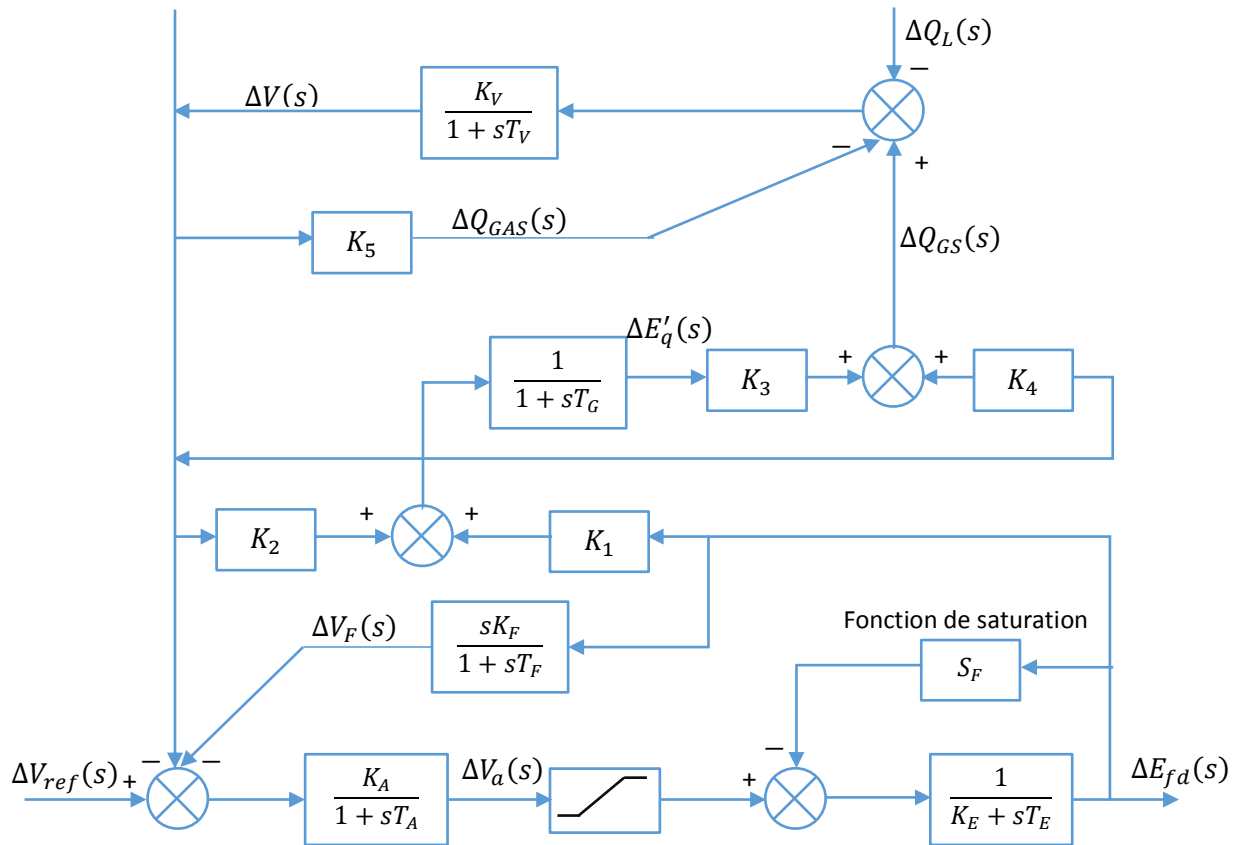 ΔQ_L(s)
−
ΔV(s)
K_V
1 + sT_V
−
+
K_5
ΔQ_GAS(s)
ΔQ_GS(s)
ΔE'_q(s)
1
1 + sT_G
K_3
+
+
K_4
K_2
+
+
K_1
ΔV_F(s)
sK_F
1 + sT_F
Fonction de saturation
S_F
−
−
−
ΔV_ref(s)
+
K_A
1 + sT_A
ΔV_a(s)
+
1
K_E + sT_E
ΔE_fd(s)